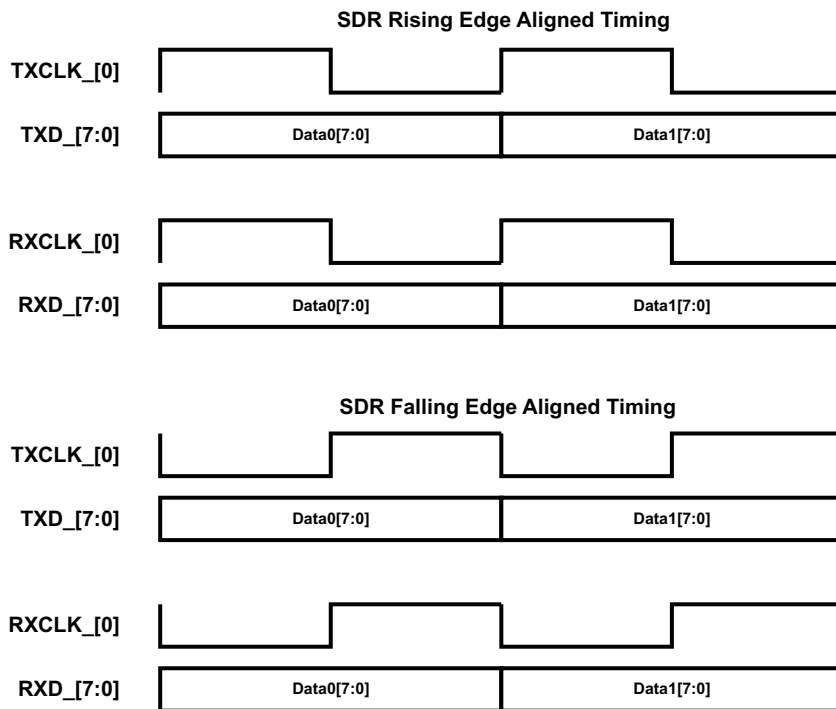 SDR Rising Edge Aligned Timing
TXCLK_[0]
TXD_[7:0] Data0[7:0] Data1[7:0]
RXCLK_[0]
RXD_[7:0] Data0[7:0] Data1[7:0]
SDR Falling Edge Aligned Timing
TXCLK_[0]
TXD_[7:0] Data0[7:0] Data1[7:0]
RXCLK_[0]
RXD_[7:0] Data0[7:0] Data1[7:0]